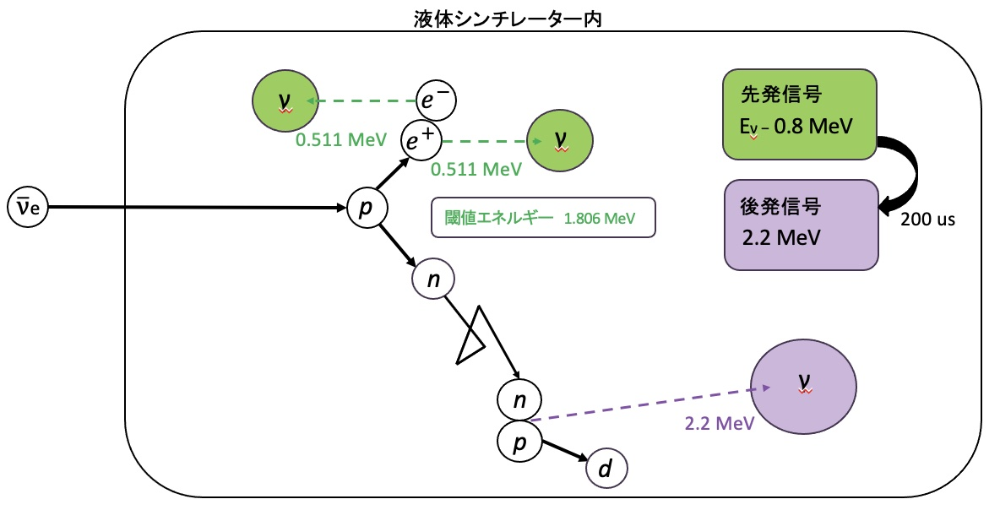 液体シンチレーター内
ν
e⁻
0.511 MeV
e⁺
ν
0.511 MeV
先発信号
Eν – 0.8 MeV
ν̅e
p
閾値エネルギー 1.806 MeV
後発信号
2.2 MeV
200 us
n
n
p
2.2 MeV
ν
d